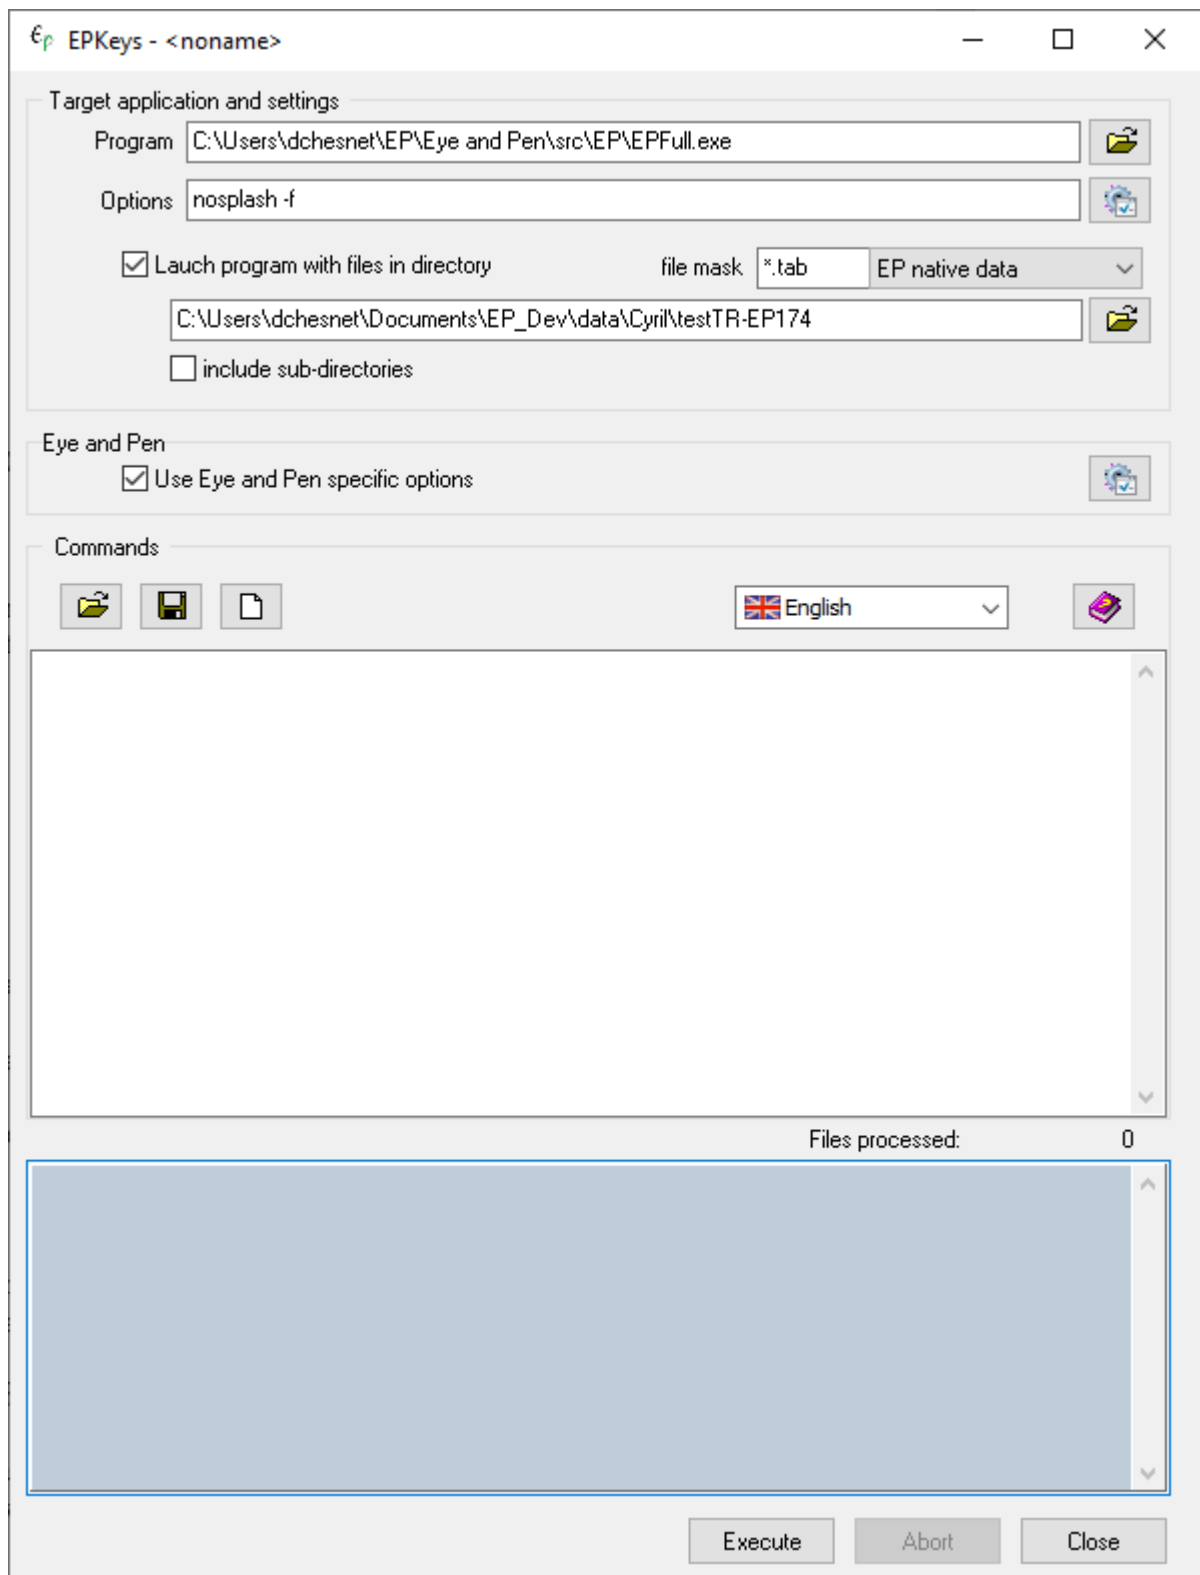 εp EPKeys - <noname>
Target application and settings
Program C:\Users\dchesnet\EP\Eye and Pen\src\EP\EPFull.exe
Options nosplash -f
Lauch program with files in directory file mask *.tab EP native data
C:\Users\dchesnet\Documents\EP_Dev\data\Cyril\testTR-EP174
include sub-directories
Eye and Pen
Use Eye and Pen specific options
Commands
English
Files processed: 0
Execute Abort Close